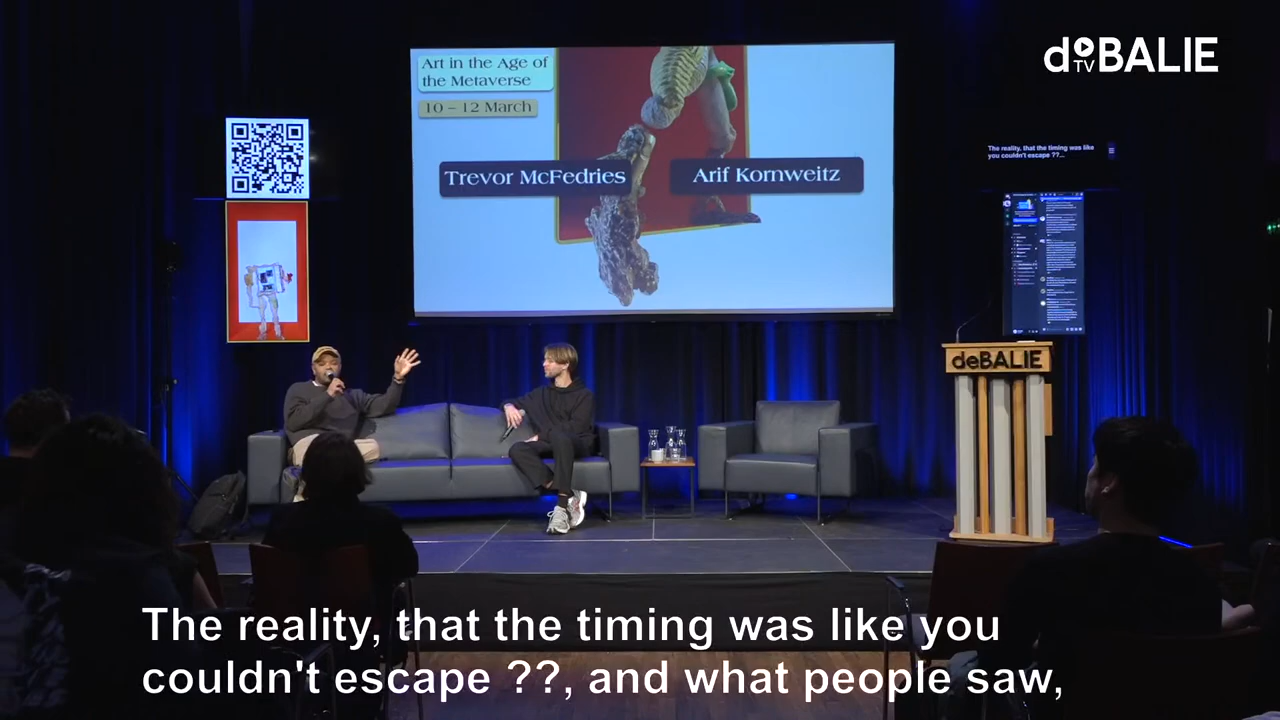 deBALIE
TV
Art in the Age of
the Metaverse
10 – 12 March
Trevor McFedries
Arif Kornweitz
The reality, that the timing was like
you couldn't escape ??...
deBALIE
The reality, that the timing was like you
couldn't escape ??, and what people saw,